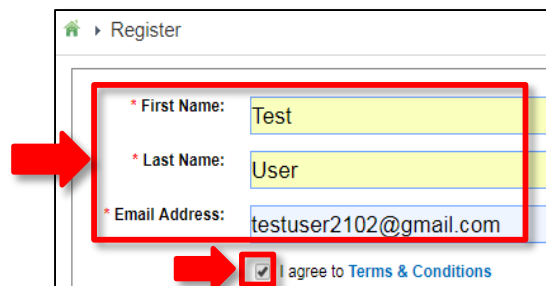 Register
* First Name: Test
* Last Name: User
* Email Address: testuser2102@gmail.com
I agree to Terms & Conditions